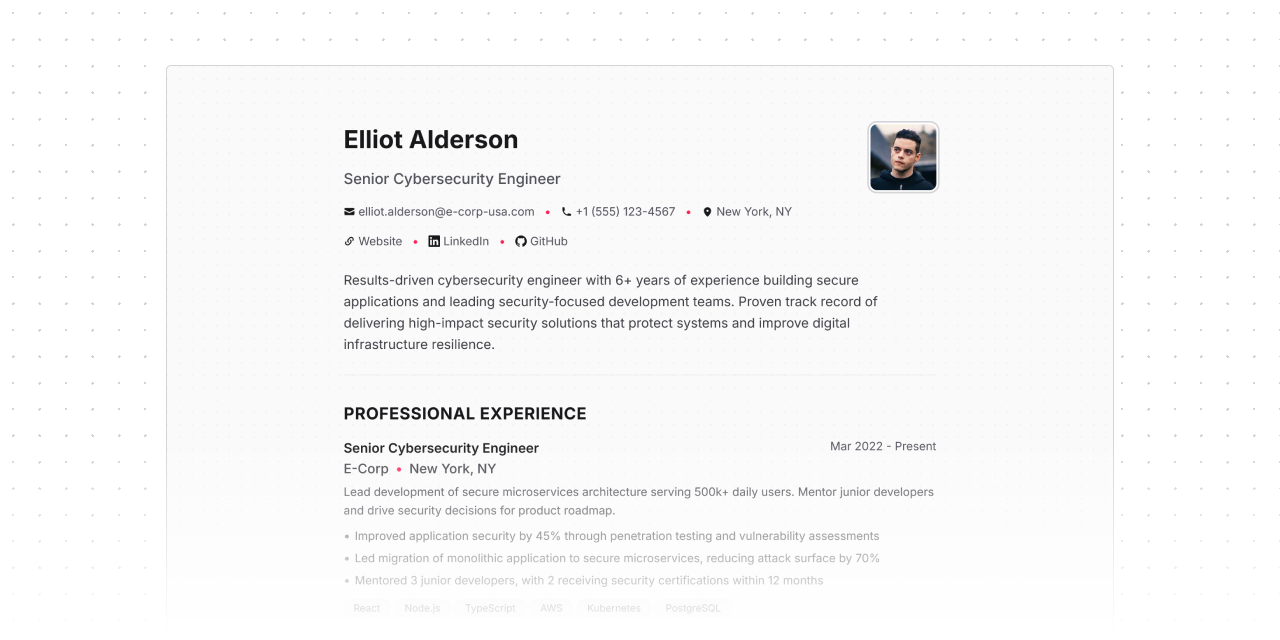 Elliot Alderson
Senior Cybersecurity Engineer
elliot.alderson@e-corp-usa.com • +1 (555) 123-4567 • New York, NY
Website • LinkedIn • GitHub
Results-driven cybersecurity engineer with 6+ years of experience building secure
applications and leading security-focused development teams. Proven track record of
delivering high-impact security solutions that protect systems and improve digital
infrastructure resilience.
PROFESSIONAL EXPERIENCE
Senior Cybersecurity Engineer Mar 2022 - Present
E-Corp • New York, NY
Lead development of secure microservices architecture serving 500k+ daily users. Mentor junior developers
and drive security decisions for product roadmap.
• Improved application security by 45% through penetration testing and vulnerability assessments
• Led migration of monolithic application to secure microservices, reducing attack surface by 70%
• Mentored 3 junior developers, with 2 receiving security certifications within 12 months
React Node.js TypeScript AWS Kubernetes PostgreSQL